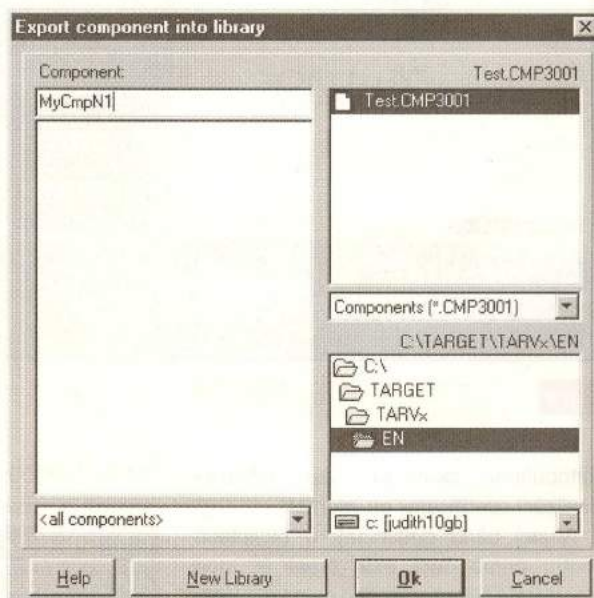 Export component into library
Component:
MyCmpN1
<all components>
Test.CMP3001
Test.CMP3001
Components (*.CMP3001)
C:\TARGET\TARVx\EN
C:\
TARGET
TARVx
EN
c: [judith10gb]
Help
New Library
Ok
Cancel